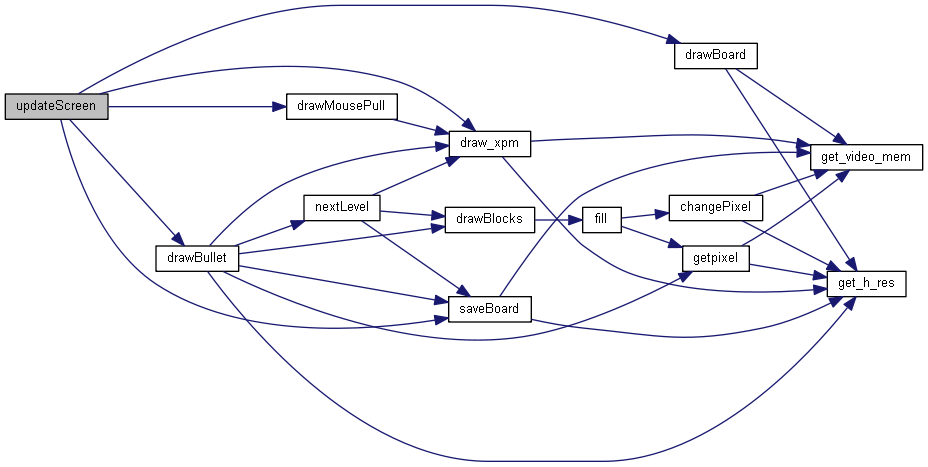 updateScreen
drawBoard
drawMousePull
draw_xpm
get_video_mem
nextLevel
drawBlocks
fill
changePixel
drawBullet
getpixel
get_h_res
saveBoard